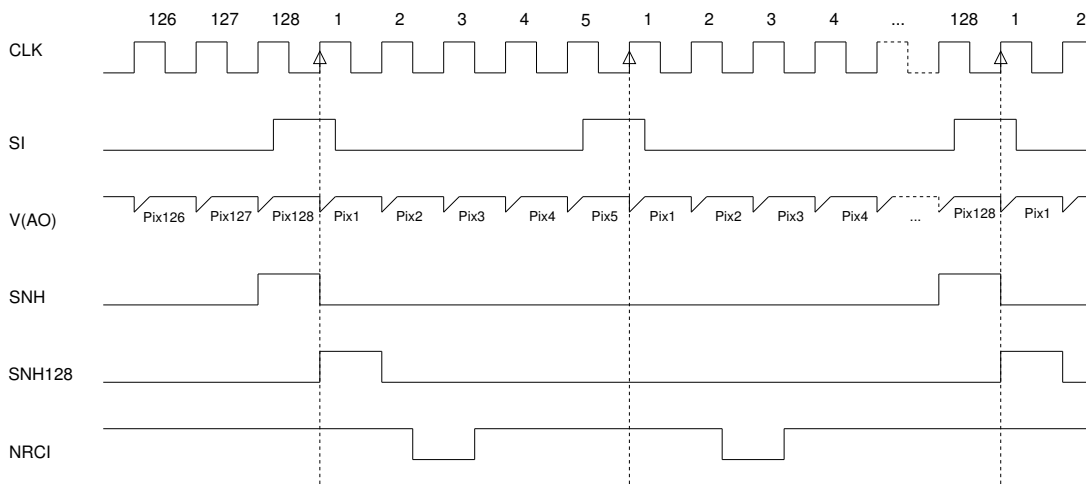 126 127 128 1 2 3 4 5 1 2 3 4 ... 128 1 2
CLK
SI
V(AO) Pix126 Pix127 Pix128 Pix1 Pix2 Pix3 Pix4 Pix5 Pix1 Pix2 Pix3 Pix4 ... Pix128 Pix1
SNH
SNH128
NRCI